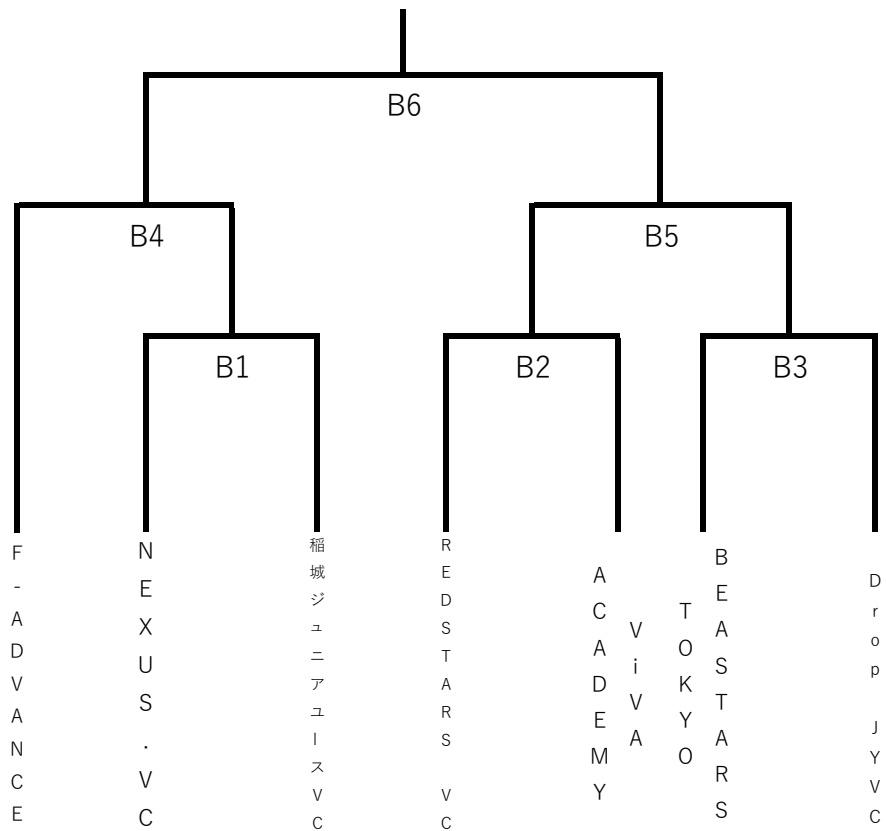 B6
B4
B5
B1
B2
B3
F-ADVANCE
NEXUS.VC
稲城ジュニアユースVC
REDSTARS VC
ViVA
ACADEMY
BEASTARS
TOKYO
Drop JYVC